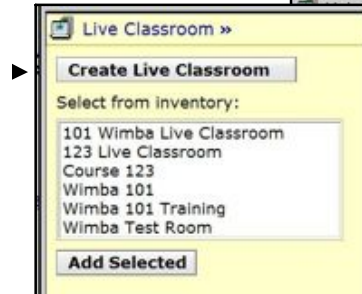 Live Classroom »
Create Live Classroom
Select from inventory:
101 Wimba Live Classroom
123 Live Classroom
Course 123
Wimba 101
Wimba 101 Training
Wimba Test Room
Add Selected